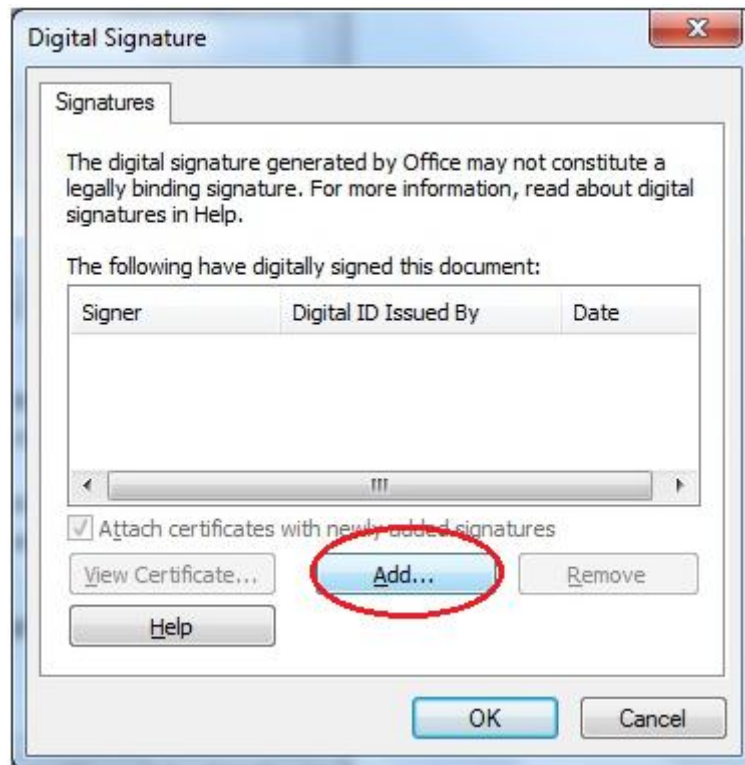 Digital Signature
Signatures
The digital signature generated by Office may not constitute a
legally binding signature. For more information, read about digital
signatures in Help.
The following have digitally signed this document:
Signer Digital ID Issued By Date
Attach certificates with newly added signatures
View Certificate... Add... Remove
Help
OK Cancel